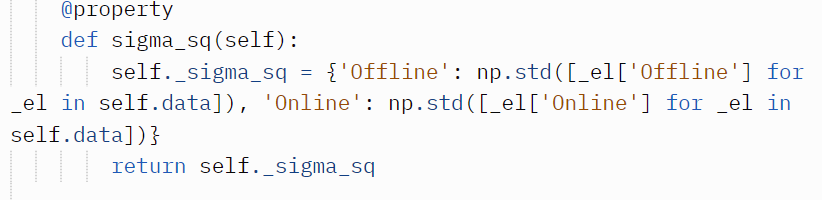 @property
def sigma_sq(self):
self._sigma_sq = {'Offline': np.std([_el['Offline'] for
_el in self.data]), 'Online': np.std([_el['Online'] for _el in
self.data])}
return self._sigma_sq